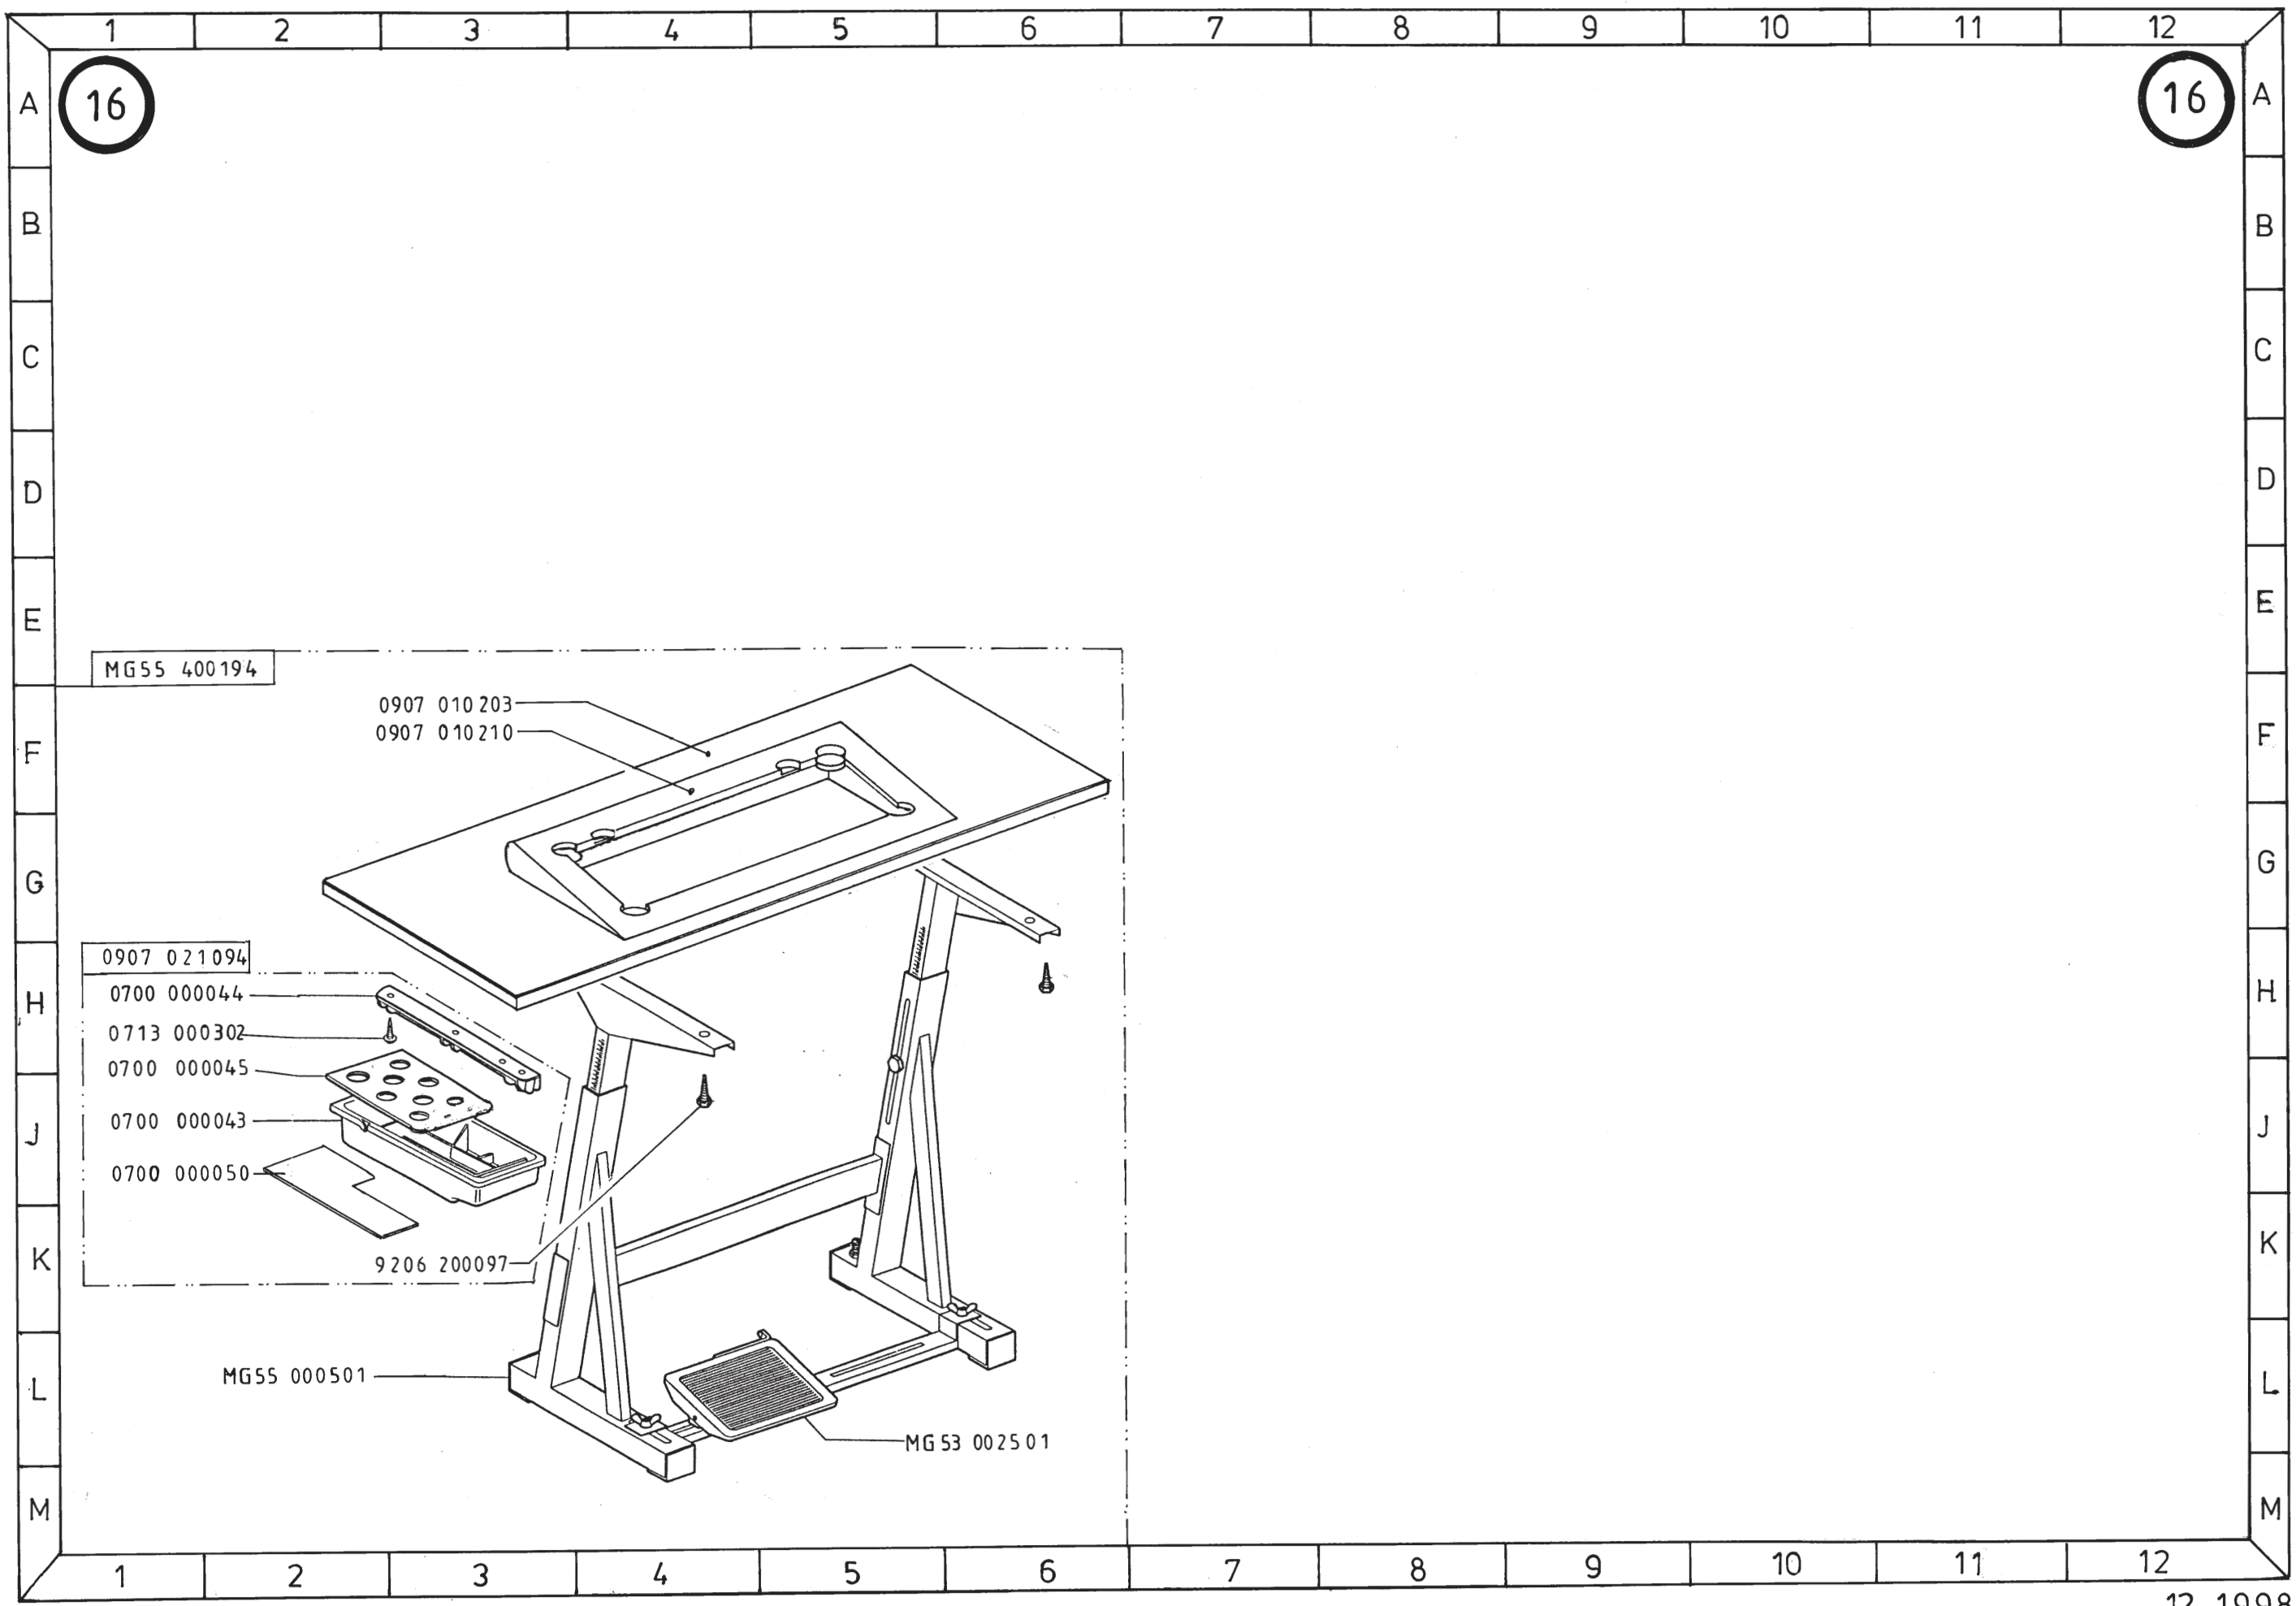 1 2 3 4 5 6 7 8 9 10 11 12
A 16 16 A
B B
C C
D D
E E
MG55 400194
0907 010203
0907 010210
F F
G G
0907 021094
0700 000044
H H
0713 000302
0700 000045
0700 000043
J J
0700 000050
9206 200097
K K
MG55 000501
L L
MG53 002501
M M
1 2 3 4 5 6 7 8 9 10 11 12
12 1998